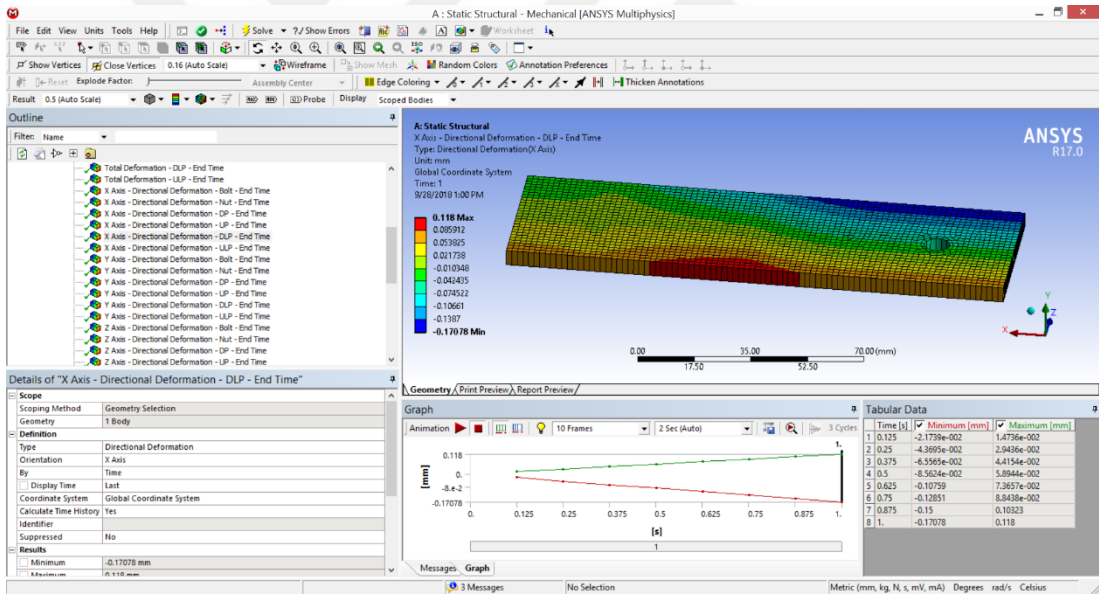 A : Static Structural - Mechanical [ANSYS Multiphysics]
File Edit View Units Tools Help Solve ?/ Show Errors Worksheet
Show Vertices Close Vertices 0.16 (Auto Scale) Wireframe Show Mesh Random Colors Annotation Preferences
Reset Explode Factor: Assembly Center Edge Coloring Thicken Annotations
Result 0.5 (Auto Scale) Probe Display Scoped Bodies
Outline
Filter: Name
Total Deformation - DLP - End Time
Total Deformation - ULP - End Time
X Axis - Directional Deformation - Bolt - End Time
X Axis - Directional Deformation - Nut - End Time
X Axis - Directional Deformation - DP - End Time
X Axis - Directional Deformation - UP - End Time
X Axis - Directional Deformation - DLP - End Time
X Axis - Directional Deformation - ULP - End Time
Y Axis - Directional Deformation - Bolt - End Time
Y Axis - Directional Deformation - Nut - End Time
Y Axis - Directional Deformation - DP - End Time
Y Axis - Directional Deformation - UP - End Time
Y Axis - Directional Deformation - DLP - End Time
Y Axis - Directional Deformation - ULP - End Time
Z Axis - Directional Deformation - Bolt - End Time
Z Axis - Directional Deformation - Nut - End Time
Z Axis - Directional Deformation - DP - End Time
Z Axis - Directional Deformation - UP - End Time
A: Static Structural
X Axis - Directional Deformation - DLP - End Time
Type: Directional Deformation(X Axis)
Unit: mm
Global Coordinate System
Time: 1
9/28/2018 1:00 PM
0.118 Max
0.085912
0.053825
0.021738
-0.010348
-0.042435
-0.074522
-0.10661
-0.1387
-0.17078 Min
ANSYS
R17.0
Y
Z
X
0.00 35.00 70.00 (mm)
17.50 52.50
Geometry Print Preview Report Preview
Details of "X Axis - Directional Deformation - DLP - End Time"
Scope
Scoping Method Geometry Selection
Geometry 1 Body
Definition
Type Directional Deformation
Orientation X Axis
By Time
Display Time Last
Coordinate System Global Coordinate System
Calculate Time History Yes
Identifier
Suppressed No
Results
Minimum -0.17078 mm
Maximum 0.118 mm
Graph
Animation 10 Frames 2 Sec (Auto) 3 Cycles
1.
0.118
0.
-8.e-2
-0.17078
[mm]
0. 0.125 0.25 0.375 0.5 0.625 0.75 0.875 1.
[s]
1
Messages Graph
Tabular Data
Time [s] Minimum [mm] Maximum [mm]
1 0.125 -2.1739e-002 1.4736e-002
2 0.25 -4.3695e-002 2.9436e-002
3 0.375 -6.5565e-002 4.4154e-002
4 0.5 -8.5624e-002 5.8944e-002
5 0.625 -0.10759 7.3657e-002
6 0.75 -0.12851 8.8438e-002
7 0.875 -0.15 0.10323
8 1. -0.17078 0.118
3 Messages No Selection Metric (mm, kg, N, s, mV, mA) Degrees rad/s Celsius